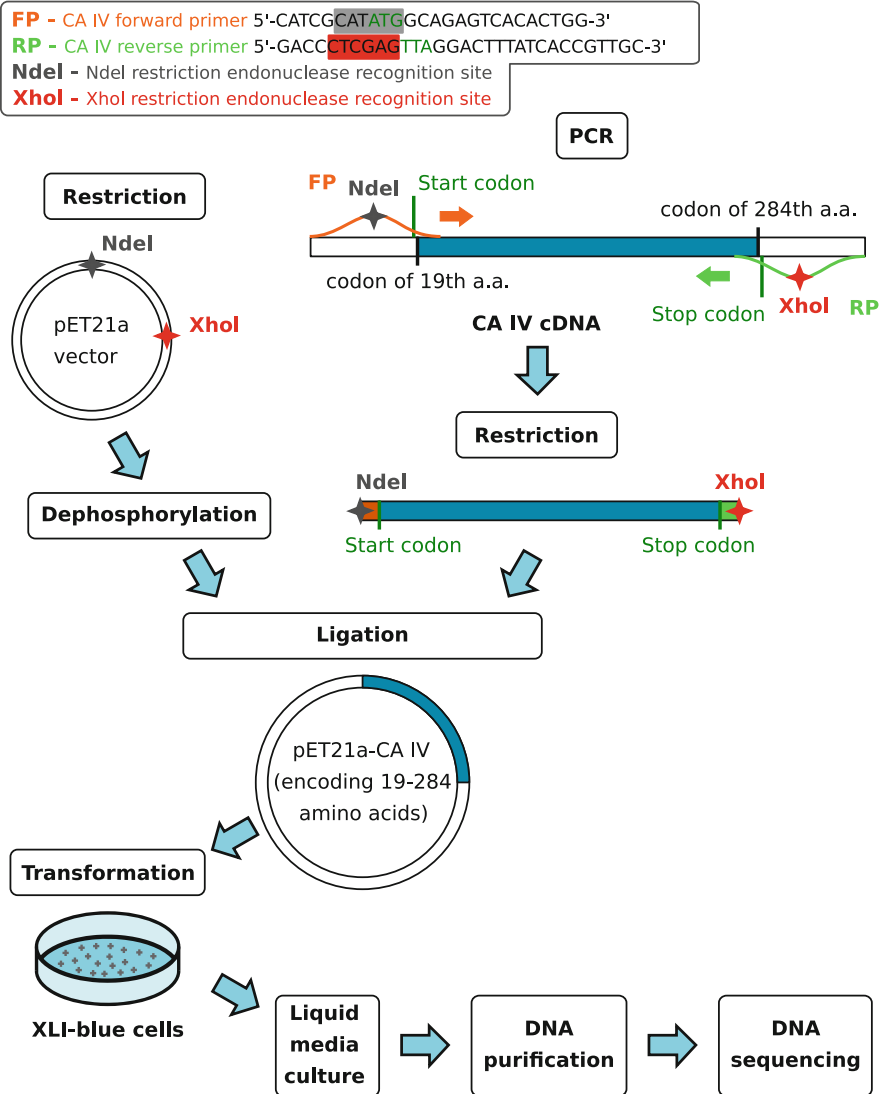 FP - CA IV forward primer 5'-CATCGCATATGGCAGAGTCACACTGG-3'
RP - CA IV reverse primer 5'-GACCCTCGAGTTAGGACTTTATCACCGTTGC-3'
NdeI - NdeI restriction endonuclease recognition site
XhoI - XhoI restriction endonuclease recognition site
PCR
Restriction
FP
NdeI
Start codon
codon of 284th a.a.
NdeI
codon of 19th a.a.
pET21a
vector
XhoI
Stop codon
XhoI
RP
CA IV cDNA
Restriction
NdeI
XhoI
Dephosphorylation
Start codon
Stop codon
Ligation
pET21a-CA IV
(encoding 19-284
amino acids)
Transformation
XLI-blue cells
Liquid
media
culture
DNA
purification
DNA
sequencing